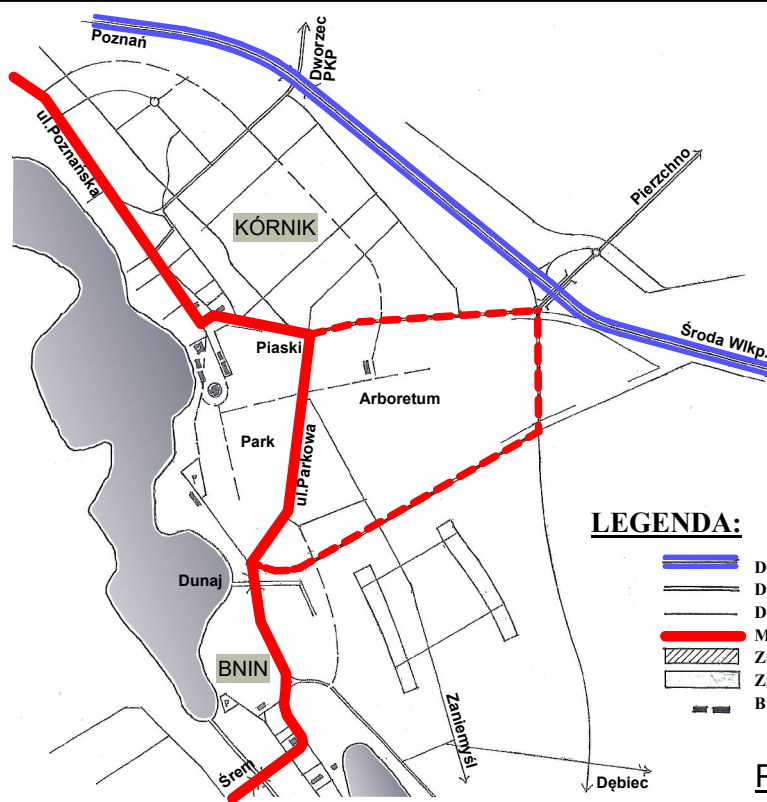 Poznań
Dworzec
PKP
ul.Poznańska
Pierzchno
KÓRNIK
Piaski
Środa Wlkp.
Arboretum
Park
ul.Parkowa
LEGENDA:
D
D
D
M
Z
Z
B
Dunaj
BNIN
P
Zaniemyśl
Śrem
Dębiec